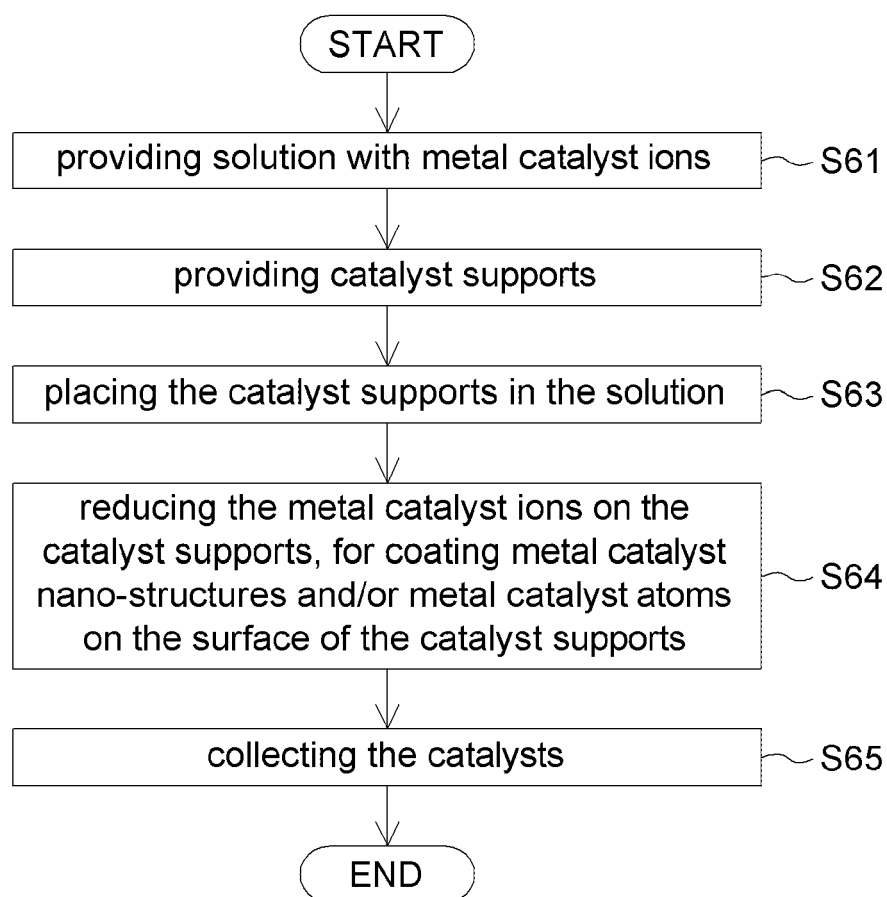 START
providing solution with metal catalyst ions
S61
providing catalyst supports
S62
placing the catalyst supports in the solution
S63
reducing the metal catalyst ions on the
catalyst supports, for coating metal catalyst
nano-structures and/or metal catalyst atoms
on the surface of the catalyst supports
S64
collecting the catalysts
S65
END